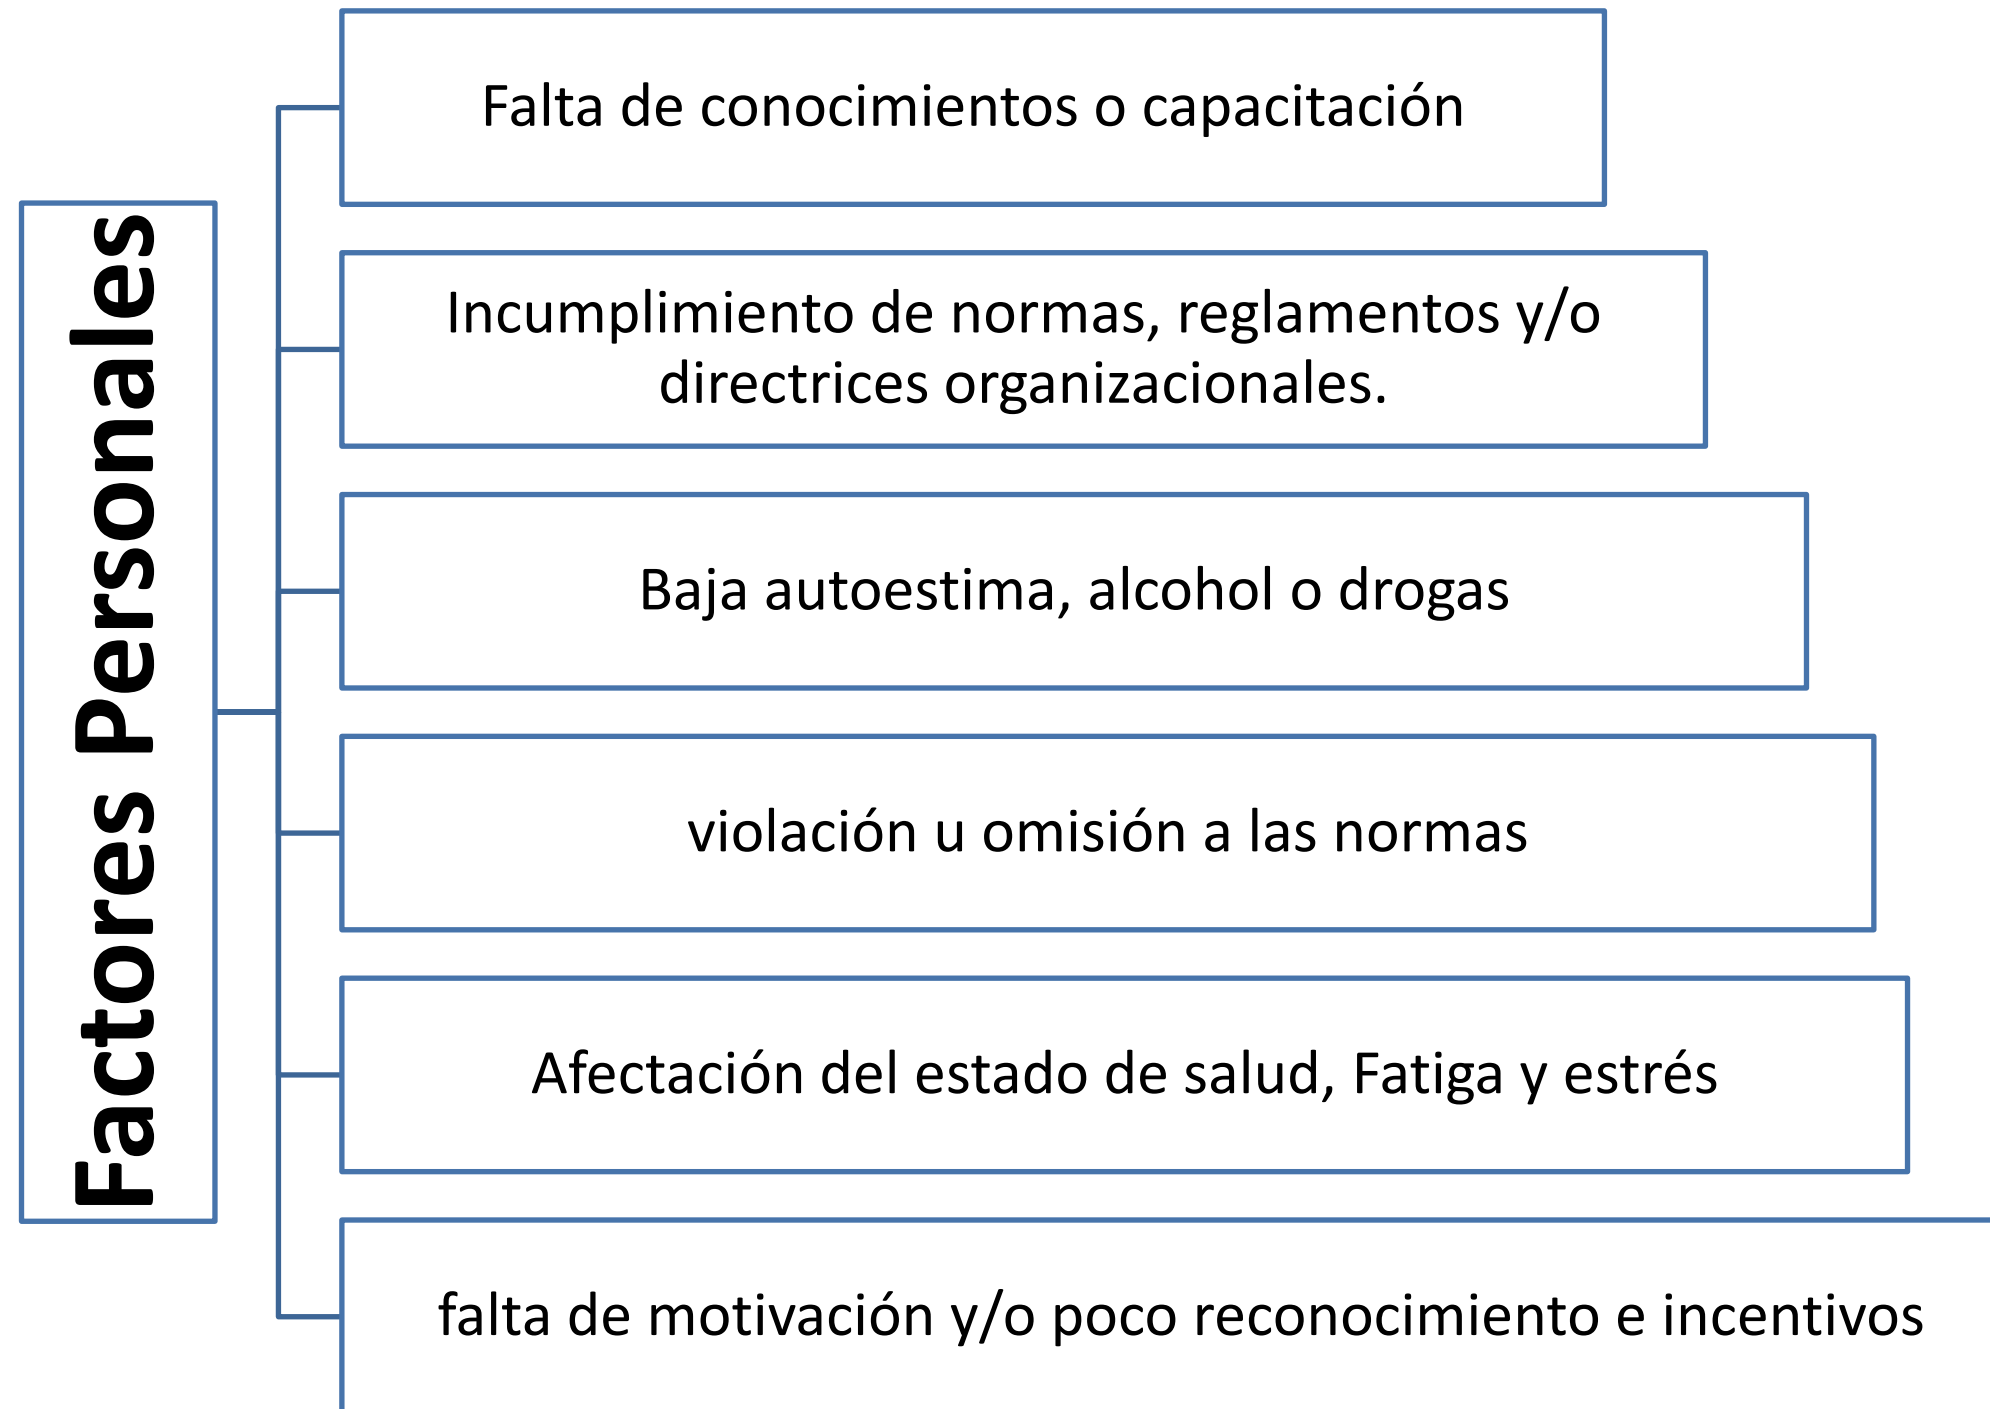 Factores Personales
Falta de conocimientos o capacitación
Incumplimiento de normas, reglamentos y/o
directrices organizacionales.
Baja autoestima, alcohol o drogas
violación u omisión a las normas
Afectación del estado de salud, Fatiga y estrés
falta de motivación y/o poco reconocimiento e incentivos